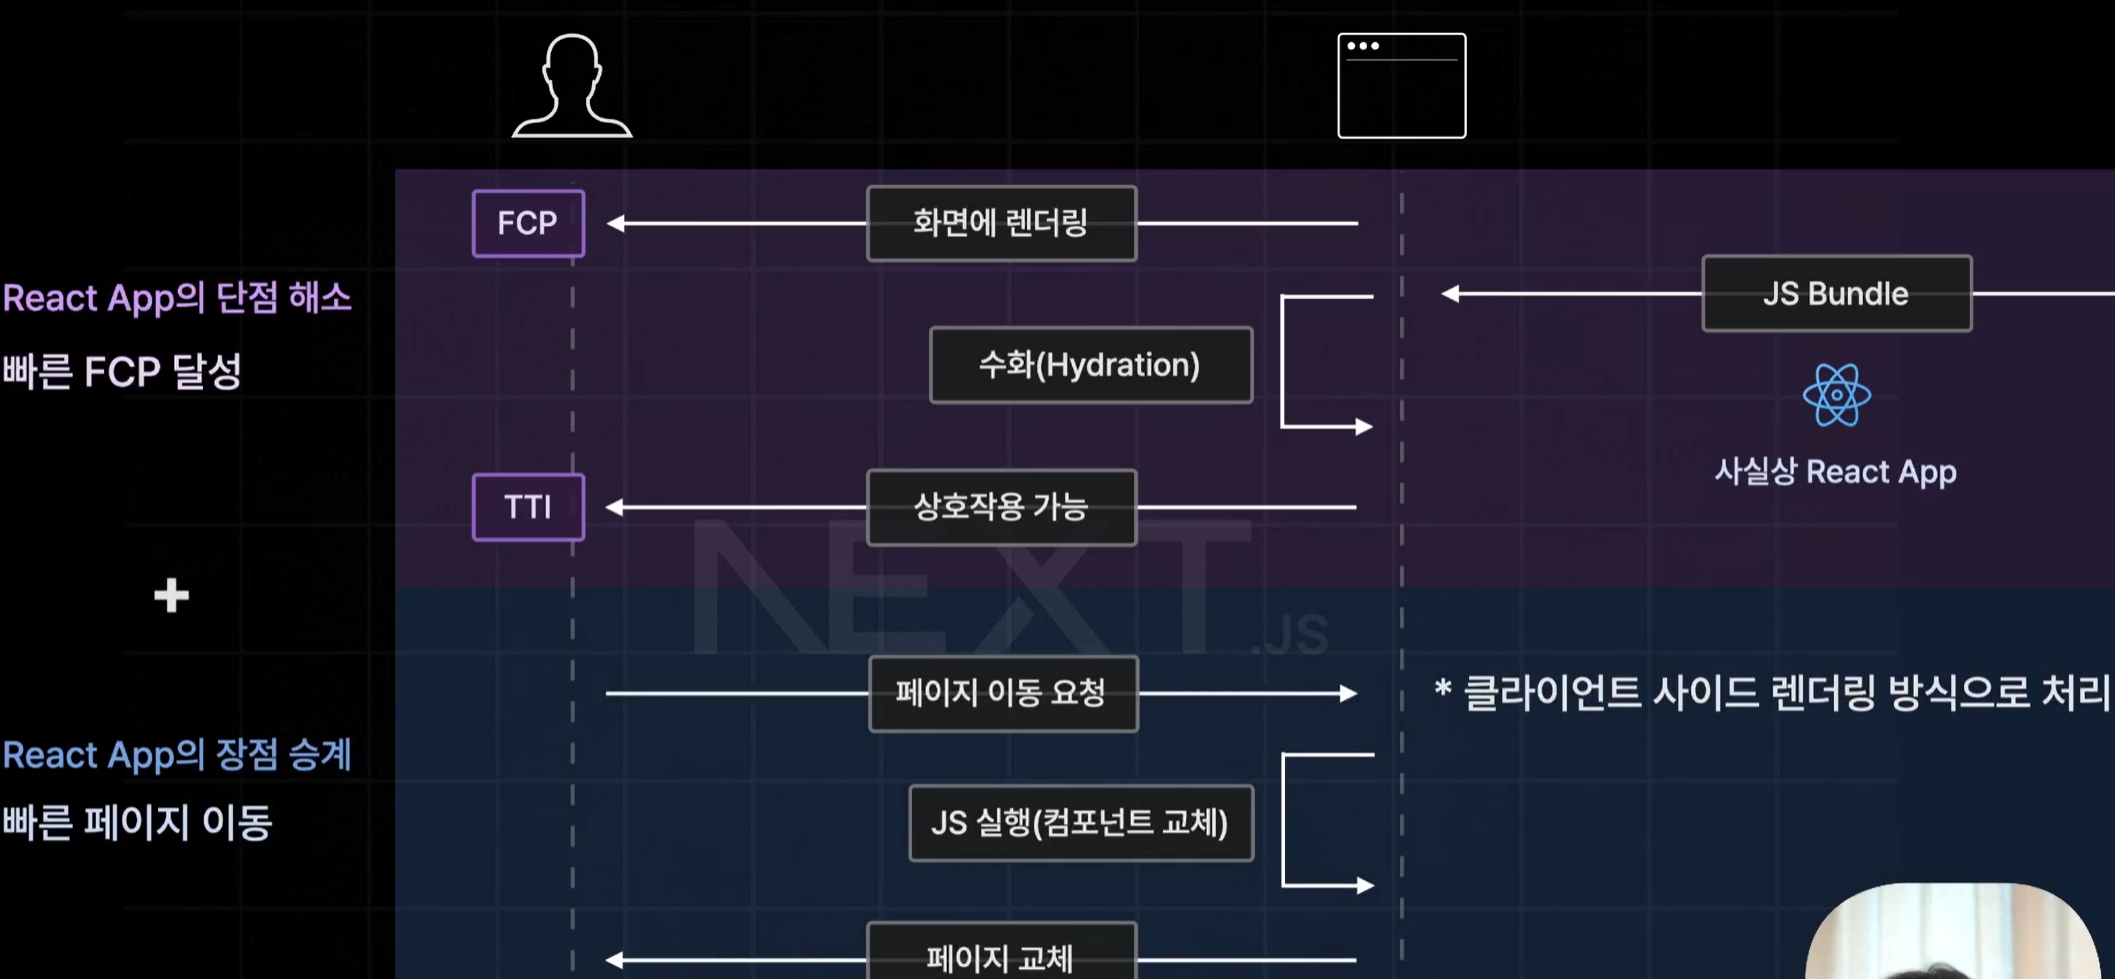 FCP
화면에 렌더링
JS Bundle
React App의 단점 해소
빠른 FCP 달성
수화(Hydration)
사실상 React App
TTI
상호작용 가능
NEXT.JS
페이지 이동 요청
* 클라이언트 사이드 렌더링 방식으로 처리
React App의 장점 승계
빠른 페이지 이동
JS 실행(컴포넌트 교체)
페이지 교체